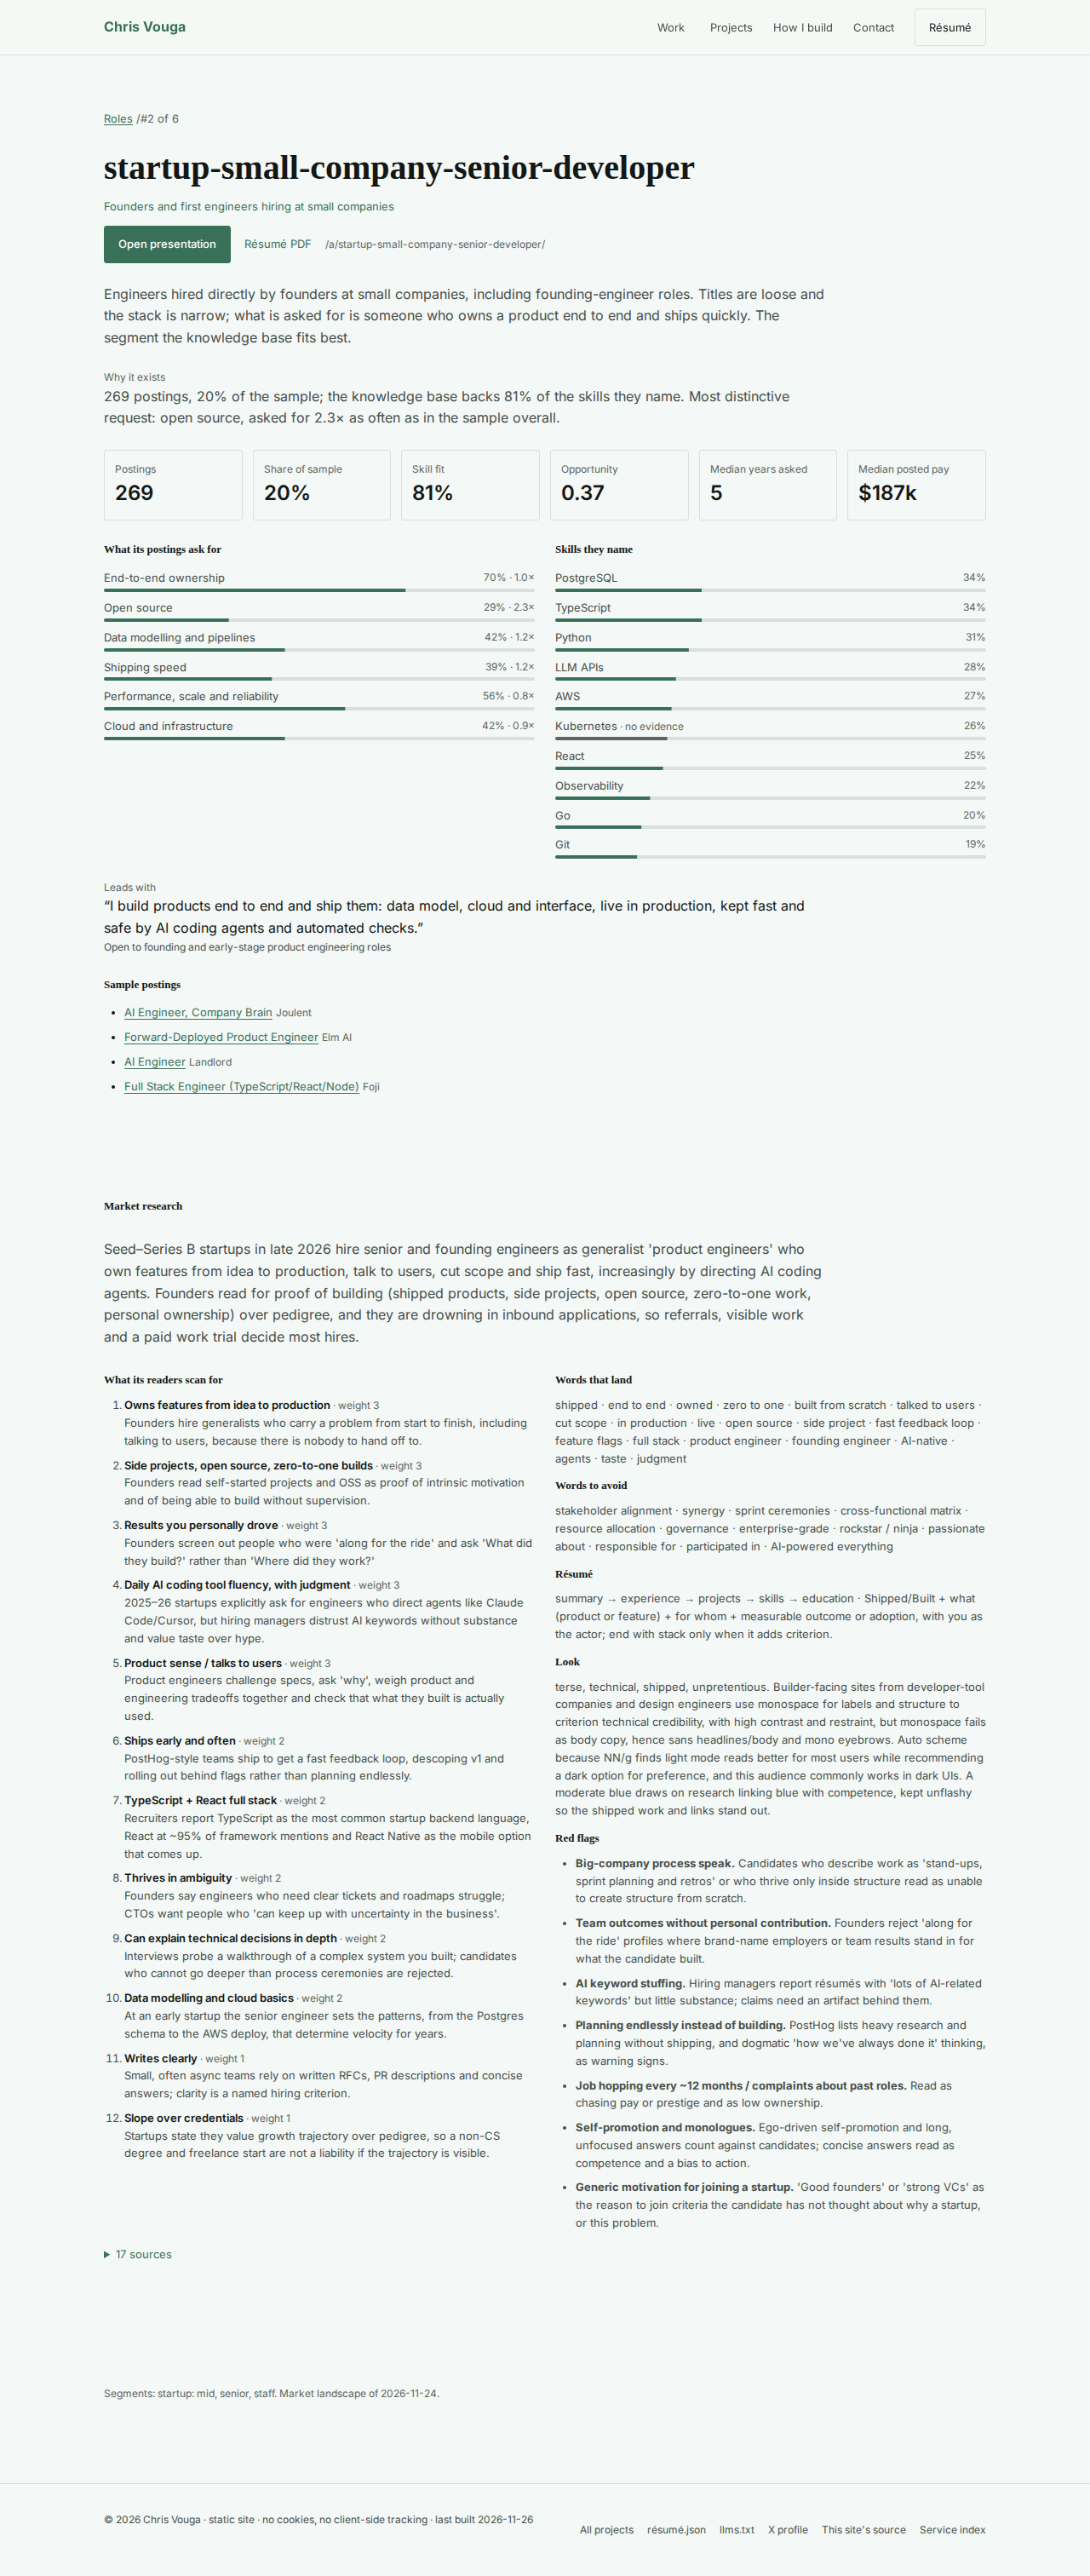 Chris Vouga
Work Projects How I build Contact Résumé
Roles /#2 of 6
startup-small-company-senior-developer
Founders and first engineers hiring at small companies
Open presentation Résumé PDF /a/startup-small-company-senior-developer/
Engineers hired directly by founders at small companies, including founding-engineer roles. Titles are loose and
the stack is narrow; what is asked for is someone who owns a product end to end and ships quickly. The
segment the knowledge base fits best.
Why it exists
269 postings, 20% of the sample; the knowledge base backs 81% of the skills they name. Most distinctive
request: open source, asked for 2.3× as often as in the sample overall.
Postings
269
Share of sample
20%
Skill fit
81%
Opportunity
0.37
Median years asked
5
Median posted pay
$187k
What its postings ask for
End-to-end ownership 70% · 1.0×
Open source 29% · 2.3×
Data modelling and pipelines 42% · 1.2×
Shipping speed 39% · 1.2×
Performance, scale and reliability 56% · 0.8×
Cloud and infrastructure 42% · 0.9×
Skills they name
PostgreSQL 34%
TypeScript 34%
Python 31%
LLM APIs 28%
AWS 27%
Kubernetes · no evidence 26%
React 25%
Observability 22%
Go 20%
Git 19%
Leads with
“I build products end to end and ship them: data model, cloud and interface, live in production, kept fast and
safe by AI coding agents and automated checks.”
Open to founding and early-stage product engineering roles
Sample postings
• AI Engineer, Company Brain Joulent
• Forward-Deployed Product Engineer Elm AI
• AI Engineer Landlord
• Full Stack Engineer (TypeScript/React/Node) Foji
Market research
Seed–Series B startups in late 2026 hire senior and founding engineers as generalist 'product engineers' who
own features from idea to production, talk to users, cut scope and ship fast, increasingly by directing AI coding
agents. Founders read for proof of building (shipped products, side projects, open source, zero-to-one work,
personal ownership) over pedigree, and they are drowning in inbound applications, so referrals, visible work
and a paid work trial decide most hires.
What its readers scan for
1. Owns features from idea to production · weight 3
Founders hire generalists who carry a problem from start to finish, including
talking to users, because there is nobody to hand off to.
2. Side projects, open source, zero-to-one builds · weight 3
Founders read self-started projects and OSS as proof of intrinsic motivation
and of being able to build without supervision.
3. Results you personally drove · weight 3
Founders screen out people who were 'along for the ride' and ask 'What did
they build?' rather than 'Where did they work?'
4. Daily AI coding tool fluency, with judgment · weight 3
2025–26 startups explicitly ask for engineers who direct agents like Claude
Code/Cursor, but hiring managers distrust AI keywords without substance
and value taste over hype.
5. Product sense / talks to users · weight 3
Product engineers challenge specs, ask 'why', weigh product and
engineering tradeoffs together and check that what they built is actually
used.
6. Ships early and often · weight 2
PostHog-style teams ship to get a fast feedback loop, descoping v1 and
rolling out behind flags rather than planning endlessly.
7. TypeScript + React full stack · weight 2
Recruiters report TypeScript as the most common startup backend language,
React at ~95% of framework mentions and React Native as the mobile option
that comes up.
8. Thrives in ambiguity · weight 2
Founders say engineers who need clear tickets and roadmaps struggle;
CTOs want people who 'can keep up with uncertainty in the business'.
9. Can explain technical decisions in depth · weight 2
Interviews probe a walkthrough of a complex system you built; candidates
who cannot go deeper than process ceremonies are rejected.
10. Data modelling and cloud basics · weight 2
At an early startup the senior engineer sets the patterns, from the Postgres
schema to the AWS deploy, that determine velocity for years.
11. Writes clearly · weight 1
Small, often async teams rely on written RFCs, PR descriptions and concise
answers; clarity is a named hiring criterion.
12. Slope over credentials · weight 1
Startups state they value growth trajectory over pedigree, so a non-CS
degree and freelance start are not a liability if the trajectory is visible.
Words that land
shipped · end to end · owned · zero to one · built from scratch · talked to users ·
cut scope · in production · live · open source · side project · fast feedback loop ·
feature flags · full stack · product engineer · founding engineer · AI-native ·
agents · taste · judgment
Words to avoid
stakeholder alignment · synergy · sprint ceremonies · cross-functional matrix ·
resource allocation · governance · enterprise-grade · rockstar / ninja · passionate
about · responsible for · participated in · AI-powered everything
Résumé
summary → experience → projects → skills → education · Shipped/Built + what
(product or feature) + for whom + measurable outcome or adoption, with you as
the actor; end with stack only when it adds criterion.
Look
terse, technical, shipped, unpretentious. Builder-facing sites from developer-tool
companies and design engineers use monospace for labels and structure to
criterion technical credibility, with high contrast and restraint, but monospace fails
as body copy, hence sans headlines/body and mono eyebrows. Auto scheme
because NN/g finds light mode reads better for most users while recommending
a dark option for preference, and this audience commonly works in dark UIs. A
moderate blue draws on research linking blue with competence, kept unflashy
so the shipped work and links stand out.
Red flags
• Big-company process speak. Candidates who describe work as 'stand-ups,
sprint planning and retros' or who thrive only inside structure read as unable
to create structure from scratch.
• Team outcomes without personal contribution. Founders reject 'along for
the ride' profiles where brand-name employers or team results stand in for
what the candidate built.
• AI keyword stuffing. Hiring managers report résumés with 'lots of AI-related
keywords' but little substance; claims need an artifact behind them.
• Planning endlessly instead of building. PostHog lists heavy research and
planning without shipping, and dogmatic 'how we've always done it' thinking,
as warning signs.
• Job hopping every ~12 months / complaints about past roles. Read as
chasing pay or prestige and as low ownership.
• Self-promotion and monologues. Ego-driven self-promotion and long,
unfocused answers count against candidates; concise answers read as
competence and a bias to action.
• Generic motivation for joining a startup. 'Good founders' or 'strong VCs' as
the reason to join criteria the candidate has not thought about why a startup,
or this problem.
▶ 17 sources
Segments: startup: mid, senior, staff. Market landscape of 2026-11-24.
© 2026 Chris Vouga · static site · no cookies, no client-side tracking · last built 2026-11-26
All projects résumé.json llms.txt X profile This site's source Service index